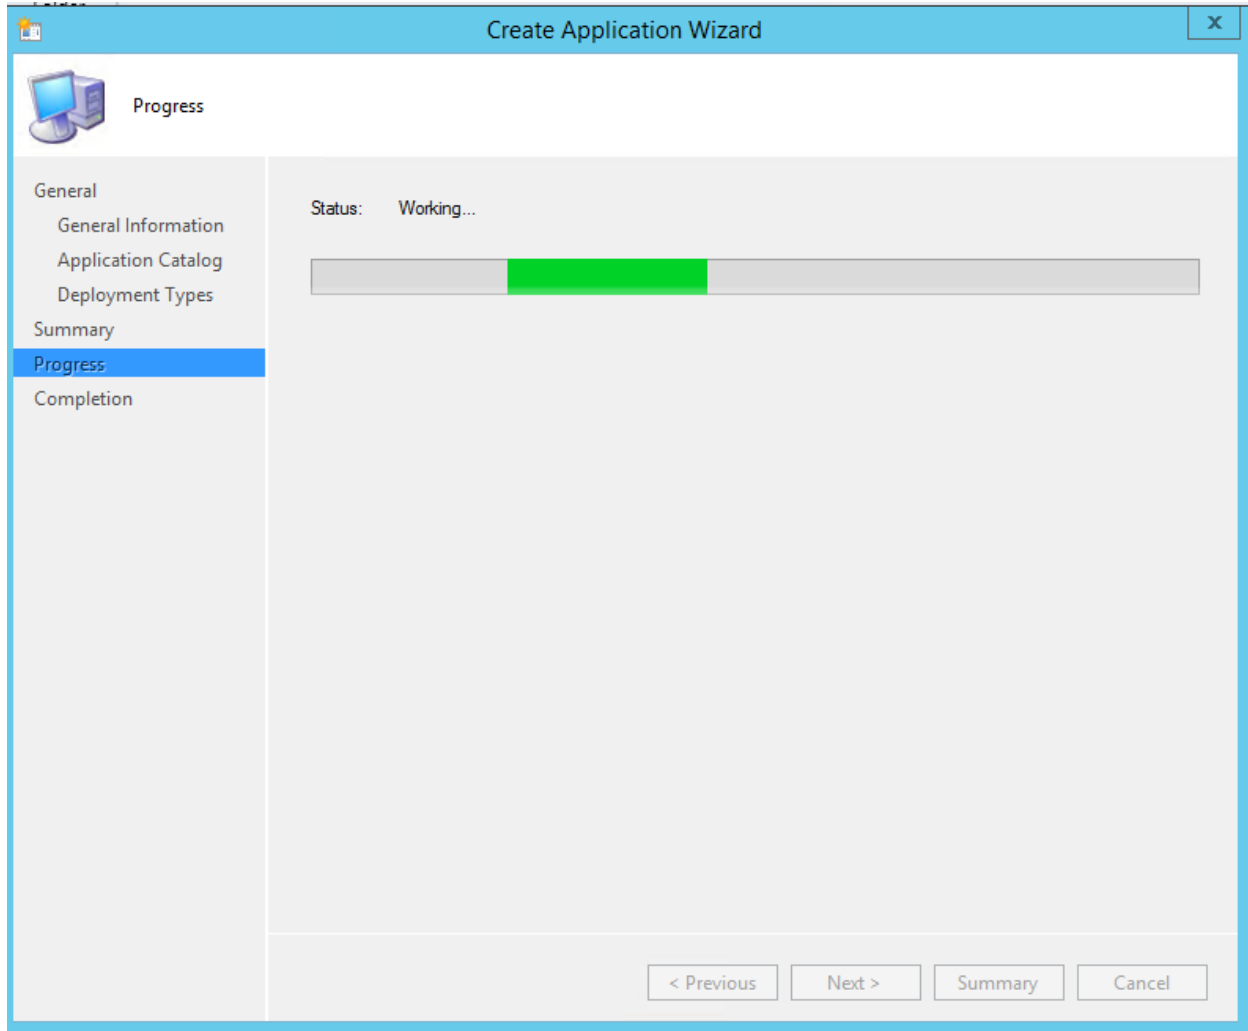 Create Application Wizard
X
Progress
General
General Information
Application Catalog
Deployment Types
Summary
Progress
Completion
Status: Working...
< Previous Next > Summary Cancel